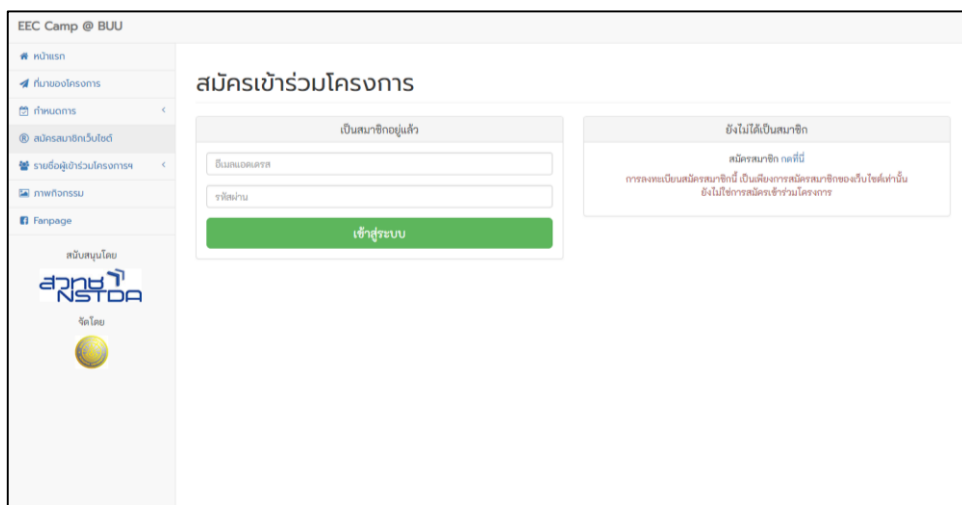 EEC Camp @ BUU
หน้าแรก
ที่มาของโครงการ
กำหนดการ
สมัครสมาชิกเว็บไซต์
รายชื่อผู้เข้าร่วมโครงการฯ
ภาพกิจกรรม
Fanpage
สนับสนุนโดย
สวทช
NSTDA
จัดโดย
สมัครเข้าร่วมโครงการ
เป็นสมาชิกอยู่แล้ว
อีเมลแอดเดรส
รหัสผ่าน
เข้าสู่ระบบ
ยังไม่ได้เป็นสมาชิก
สมัครสมาชิก กดที่นี่
การลงทะเบียนสมัครสมาชิกนี้ เป็นเพียงการสมัครสมาชิกของเว็บไซต์เท่านั้น
ยังไม่ใช่การสมัครเข้าร่วมโครงการ